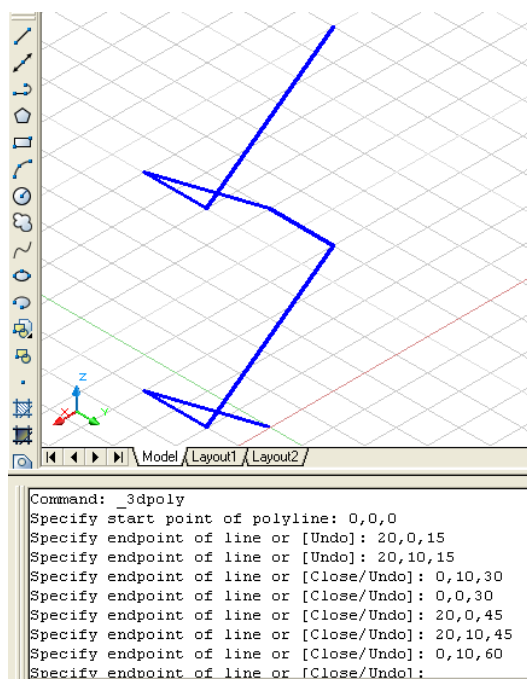 Z
X
Y
Model Layout1 Layout2
Command: _3dpoly
Specify start point of polyline: 0,0,0
Specify endpoint of line or [Undo]: 20,0,15
Specify endpoint of line or [Undo]: 20,10,15
Specify endpoint of line or [Close/Undo]: 0,10,30
Specify endpoint of line or [Close/Undo]: 0,0,30
Specify endpoint of line or [Close/Undo]: 20,0,45
Specify endpoint of line or [Close/Undo]: 20,10,45
Specify endpoint of line or [Close/Undo]: 0,10,60
Specify endpoint of line or [Close/Undo]: